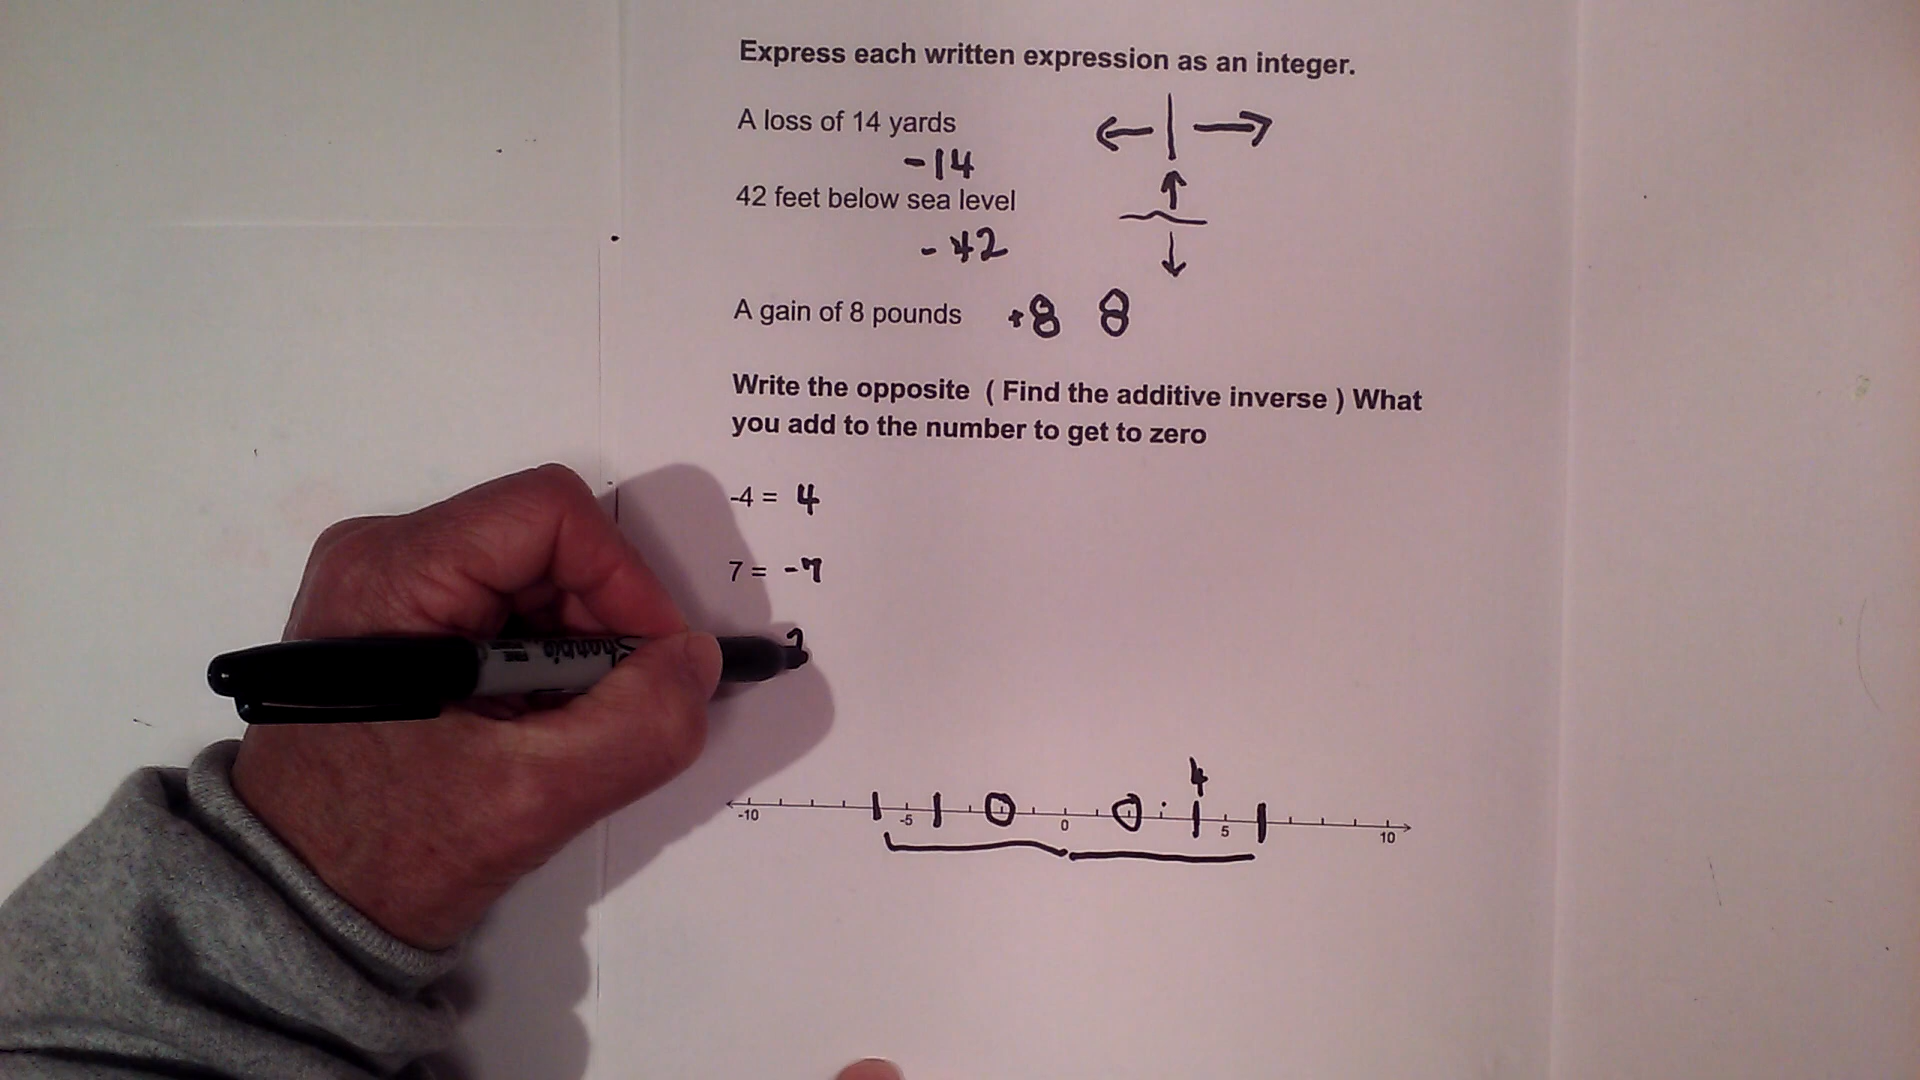 Express each written expression as an integer.
A loss of 14 yards
-14
42 feet below sea level
- 42
A gain of 8 pounds +8 8
Write the opposite ( Find the additive inverse ) What
you add to the number to get to zero
-4 = 4
7 = -7
Sharpie
4
-10 -5 0 5 10